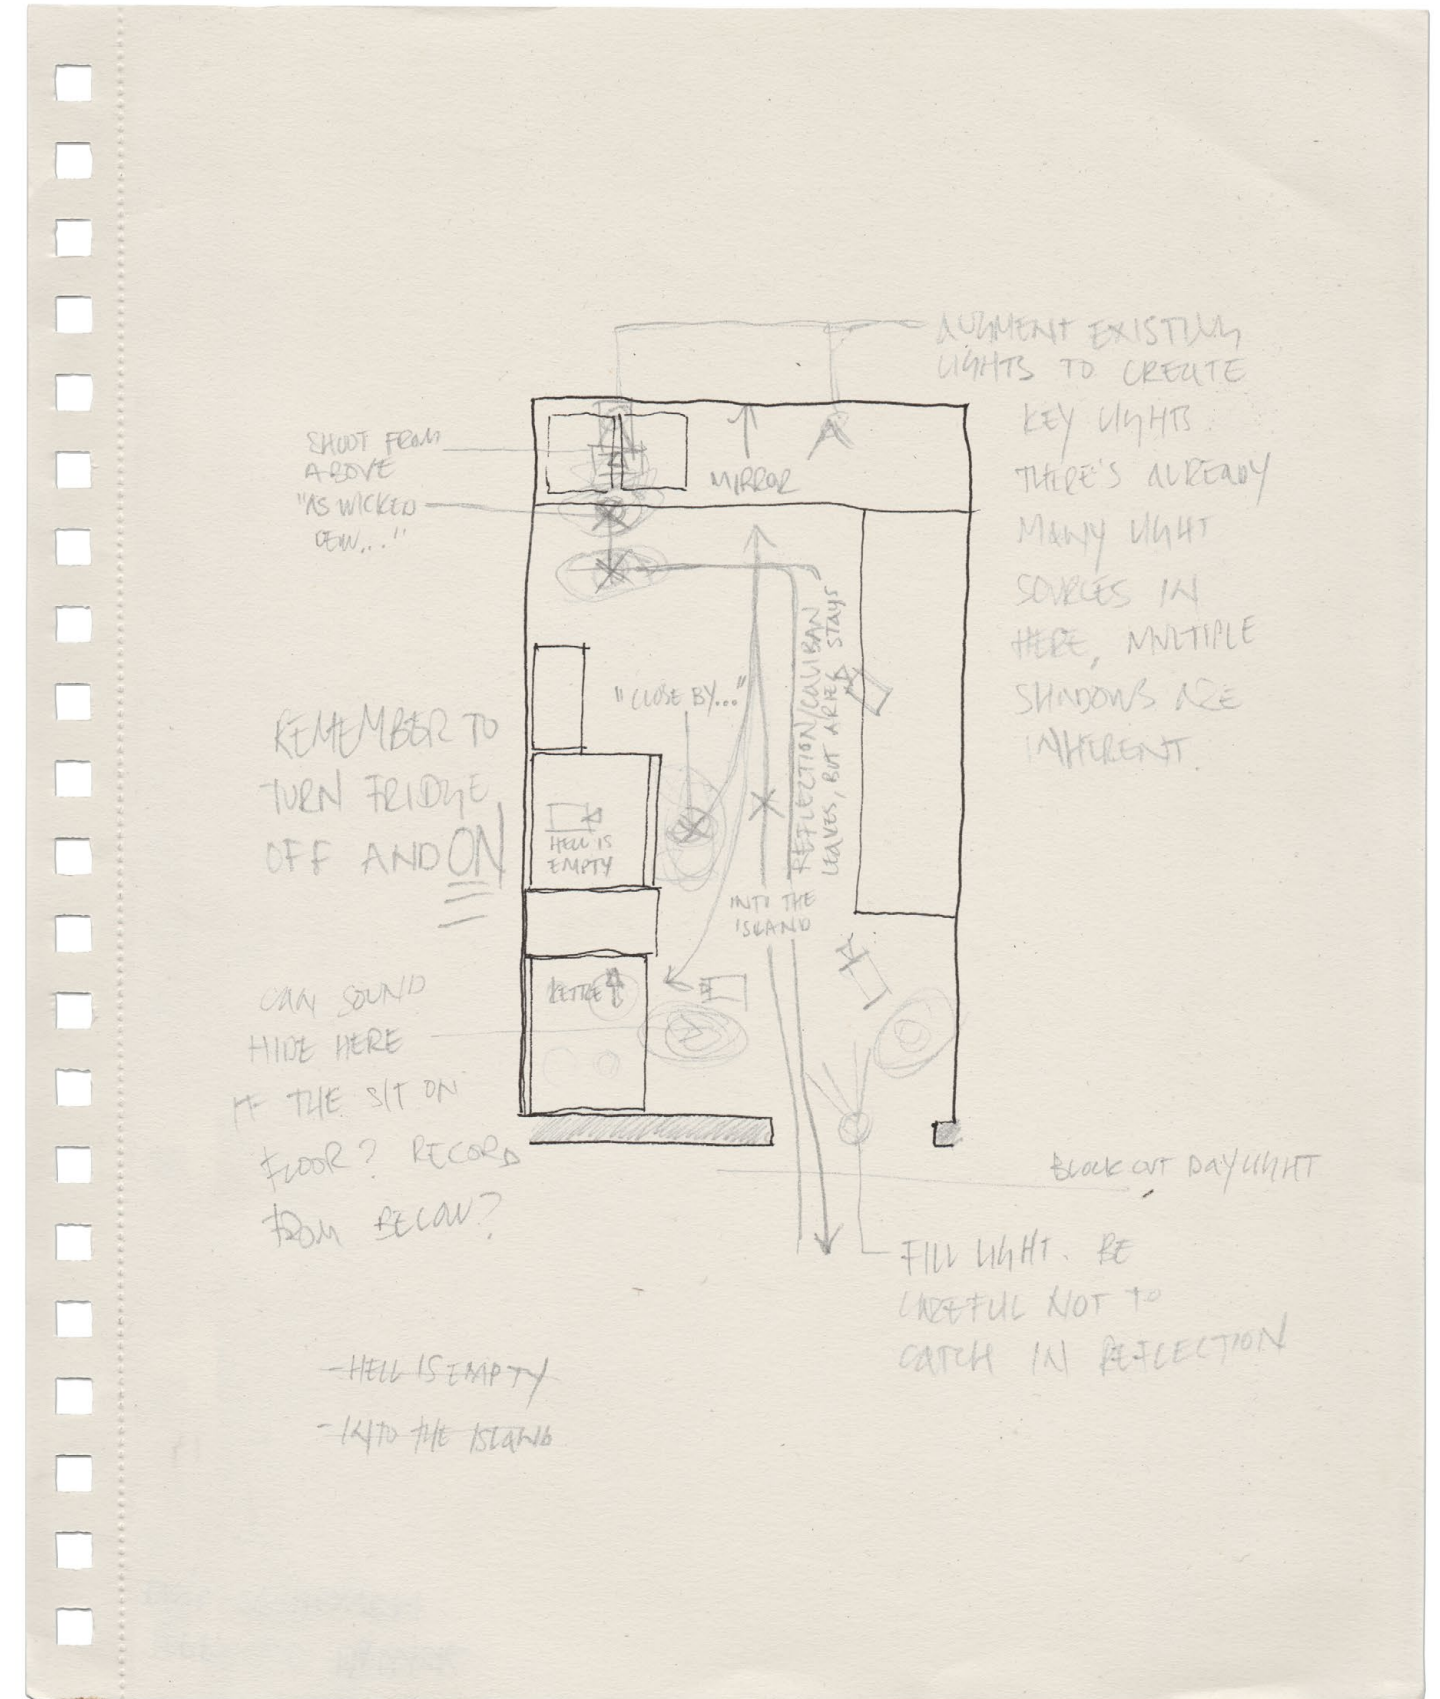 AUGMENT EXISTING
LIGHTS TO CREATE
KEY LIGHTS.
THERE'S ALREADY
MANY LIGHT
SOURCES IN
HERE, MULTIPLE
SHADOWS ARE
INHERENT.
SHOOT FROM
ABOVE
"AS WICKED
DEW..."
MIRROR
"CLOSE BY..."
REFLECTION/CALIBAN
LEAVES, BUT ARIEL STAYS
REMEMBER TO
TURN FRIDGE
OFF AND ON
HELL IS
EMPTY
INTO THE
ISLAND
KETTLE
CAN SOUND
HIDE HERE
IF THE SIT ON
FLOOR? RECORD
FROM BELOW?
BLOCK OUT DAYLIGHT
FILL LIGHT. BE
CAREFUL NOT TO
CATCH IN REFLECTION
- HELL IS EMPTY
- INTO THE ISLAND